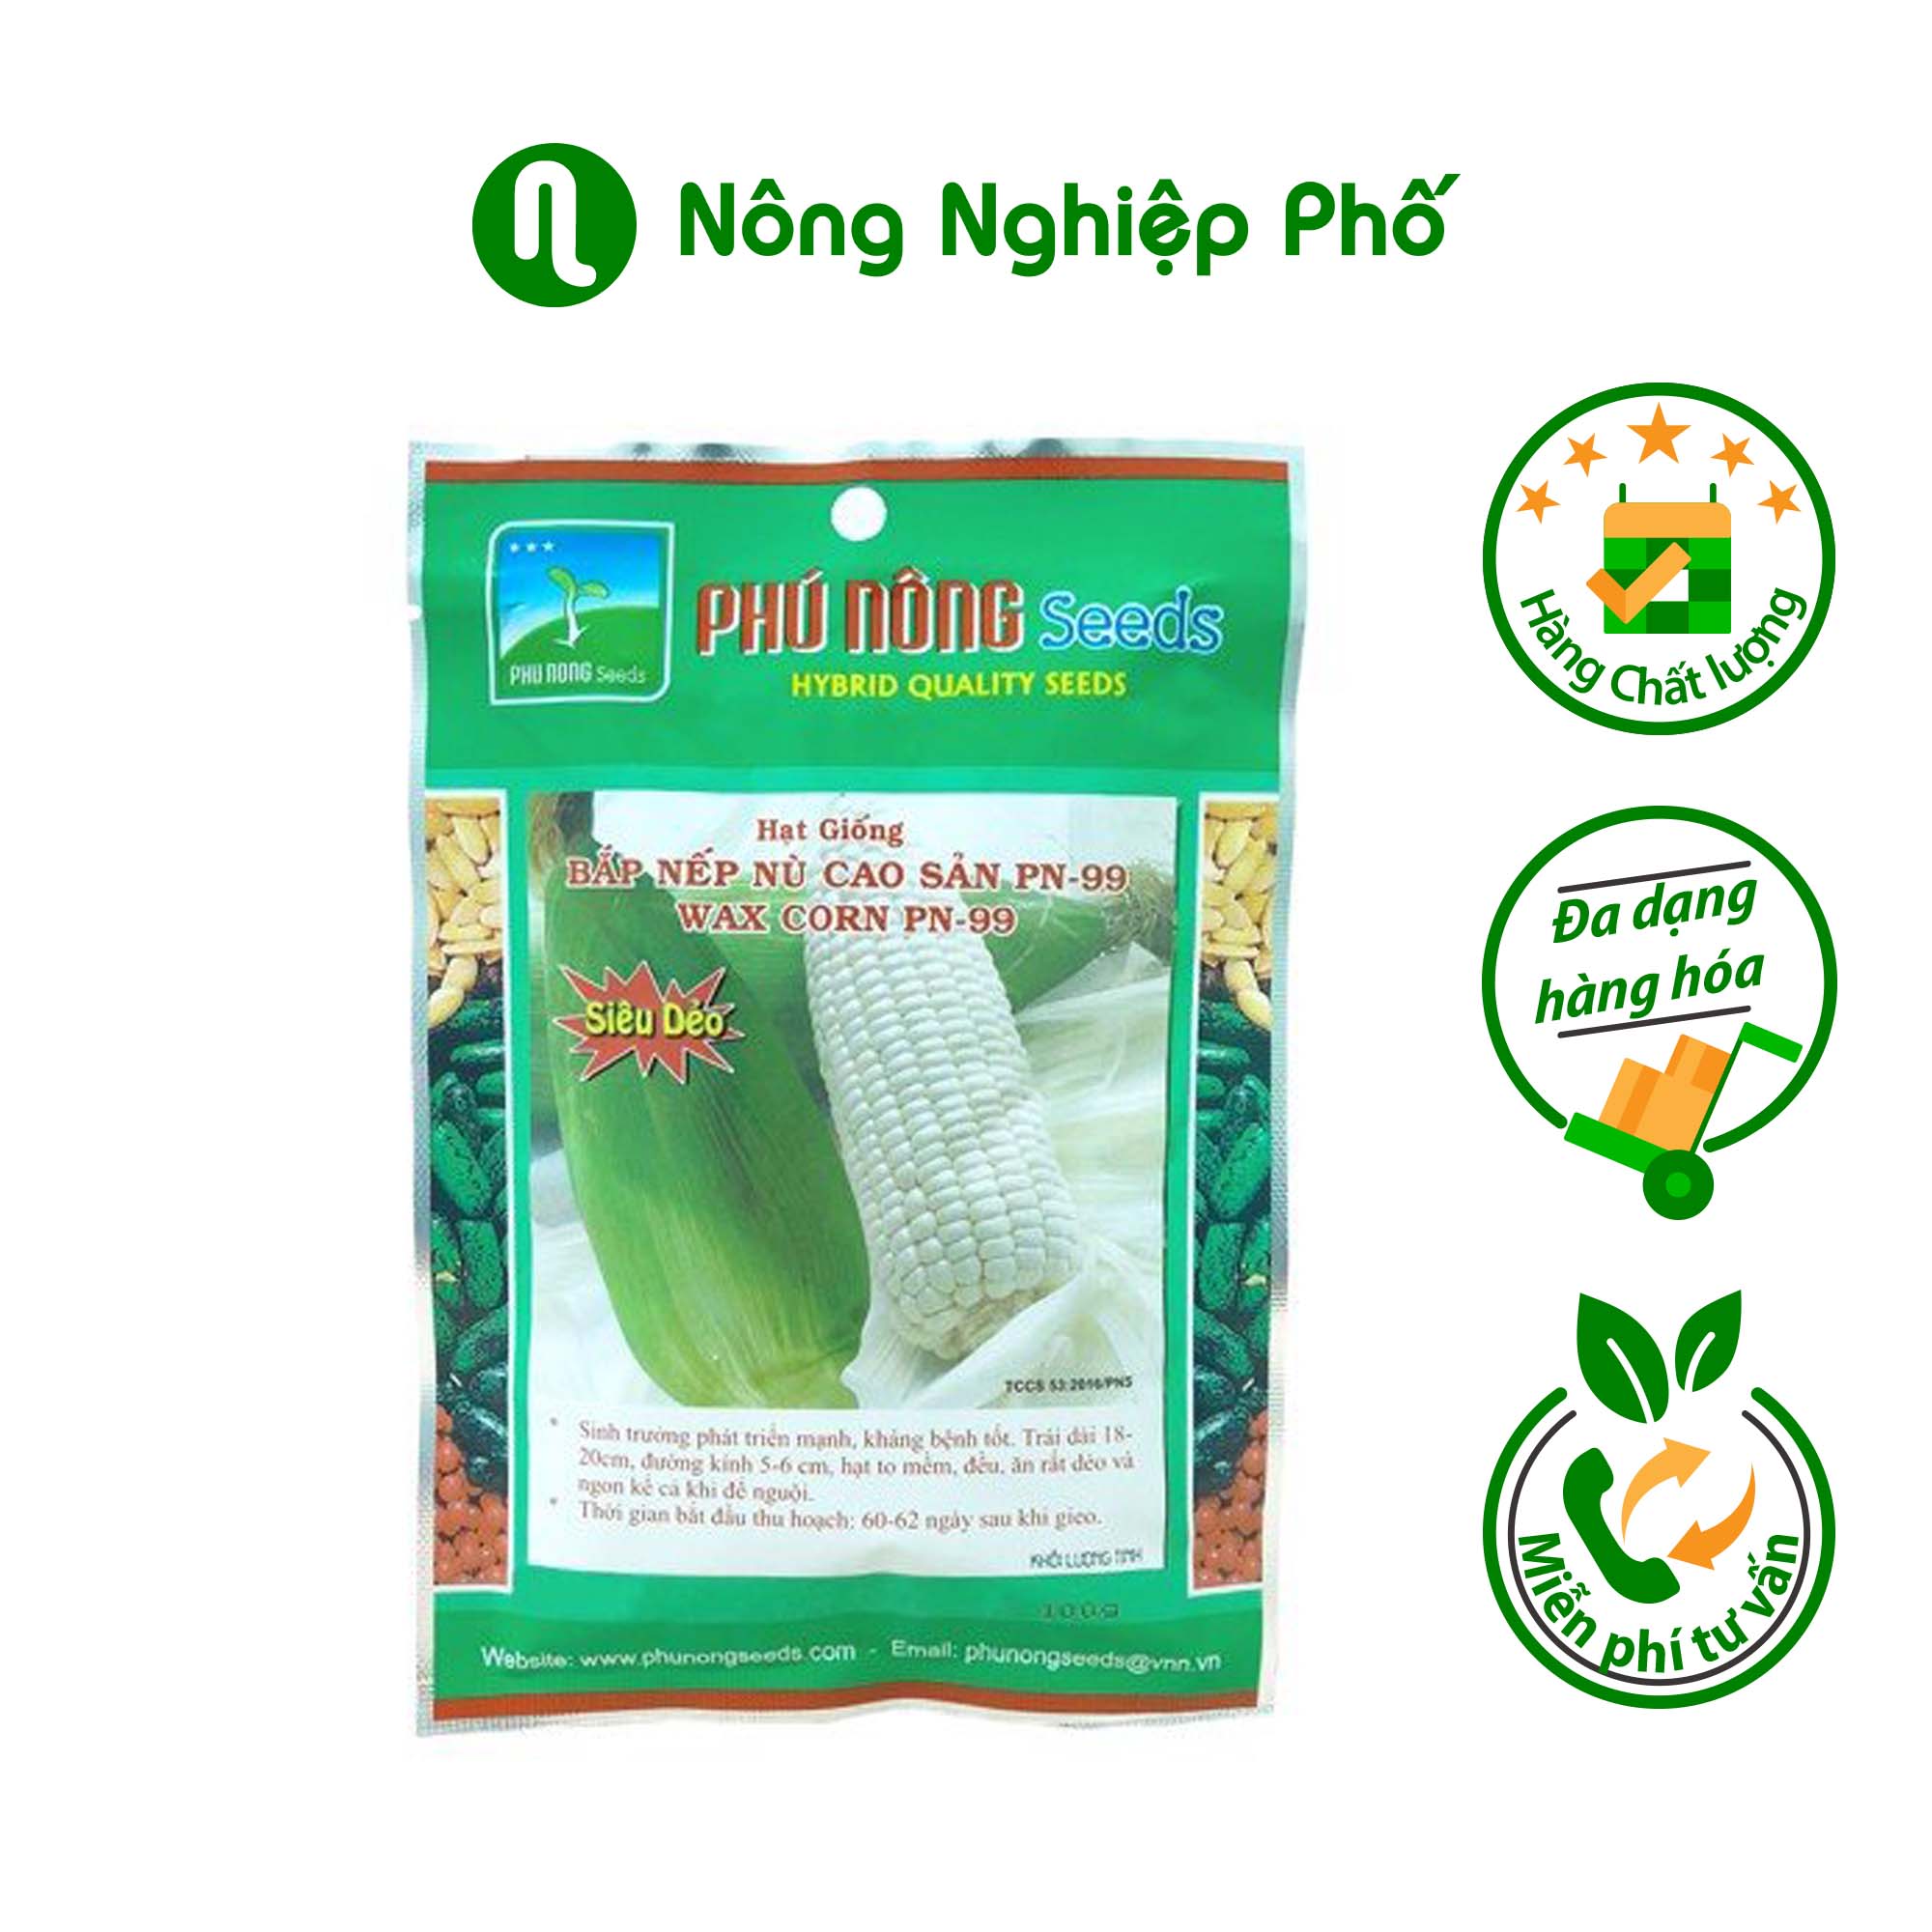 Nông Nghiệp Phố
PHÚ NÔNG Seeds
HYBRID QUALITY SEEDS
PHU NONG Seeds
Hạt Giống
BẮP NẾP NÙ CAO SẢN PN-99
WAX CORN PN-99
Siêu Dẻo
TCCS 53:2016/PNS
* Sinh trưởng phát triển mạnh, kháng bệnh tốt. Trái dài 18-
20cm, đường kính 5-6 cm, hạt to mềm, đều, ăn rất dẻo và
ngon kể cả khi để nguội.
* Thời gian bắt đầu thu hoạch: 60-62 ngày sau khi gieo.
KHỐI LƯỢNG TỊNH
100g
Website: www.phunongseeds.com - Email: phunongseeds@vnn.vn
Hàng Chất lượng
Đa dạng
hàng hóa
Miễn phí tư vấn